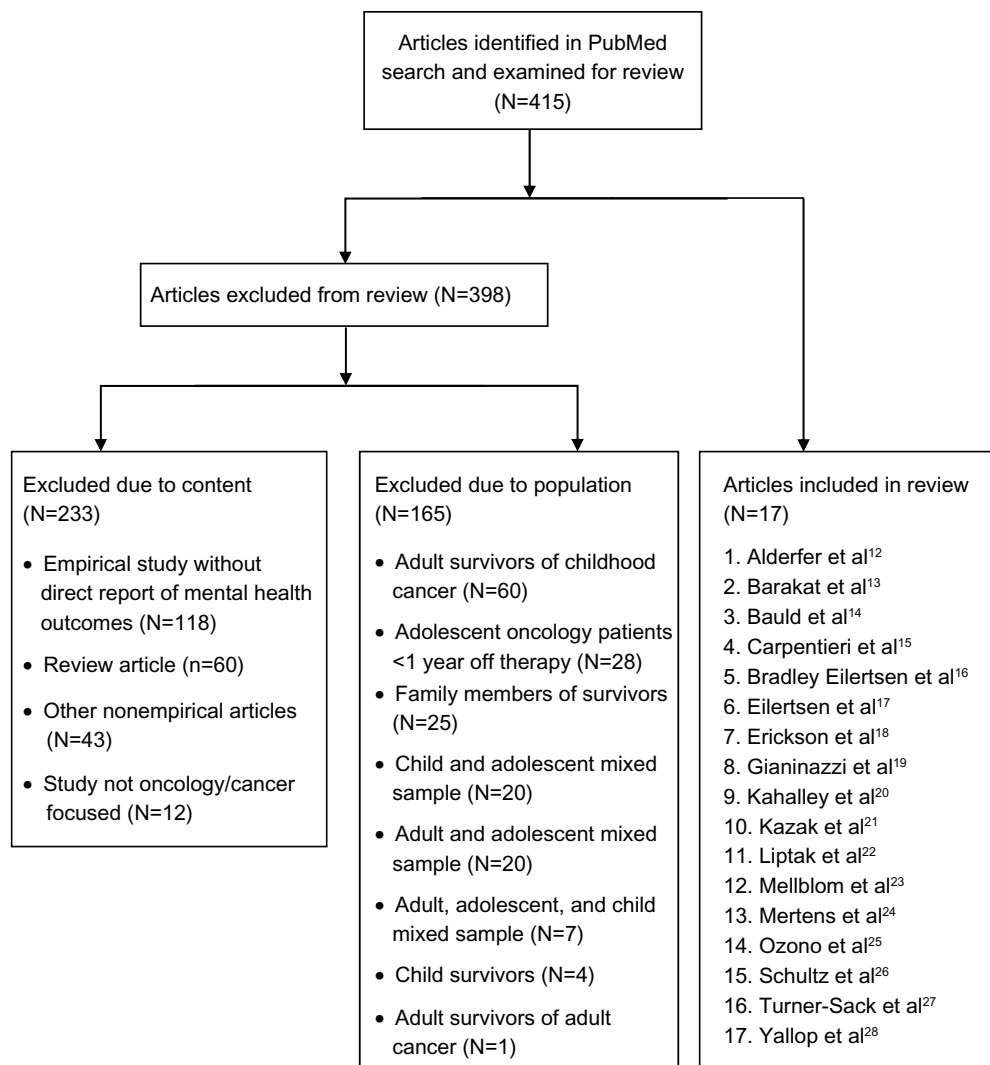 Articles identified in PubMed
search and examined for review
(N=415)
Articles excluded from review (N=398)
Excluded due to content
(N=233)
• Empirical study without
direct report of mental health
outcomes (N=118)
• Review article (n=60)
• Other nonempirical articles
(N=43)
• Study not oncology/cancer
focused (N=12)
Excluded due to population
(N=165)
• Adult survivors of childhood
cancer (N=60)
• Adolescent oncology patients
<1 year off therapy (N=28)
• Family members of survivors
(N=25)
• Child and adolescent mixed
sample (N=20)
• Adult and adolescent mixed
sample (N=20)
• Adult, adolescent, and child
mixed sample (N=7)
• Child survivors (N=4)
• Adult survivors of adult
cancer (N=1)
Articles included in review
(N=17)
1. Alderfer et al12
2. Barakat et al13
3. Bauld et al14
4. Carpentieri et al15
5. Bradley Eilertsen et al16
6. Eilertsen et al17
7. Erickson et al18
8. Gianinazzi et al19
9. Kahalley et al20
10. Kazak et al21
11. Liptak et al22
12. Mellblom et al23
13. Mertens et al24
14. Ozono et al25
15. Schultz et al26
16. Turner-Sack et al27
17. Yallop et al28